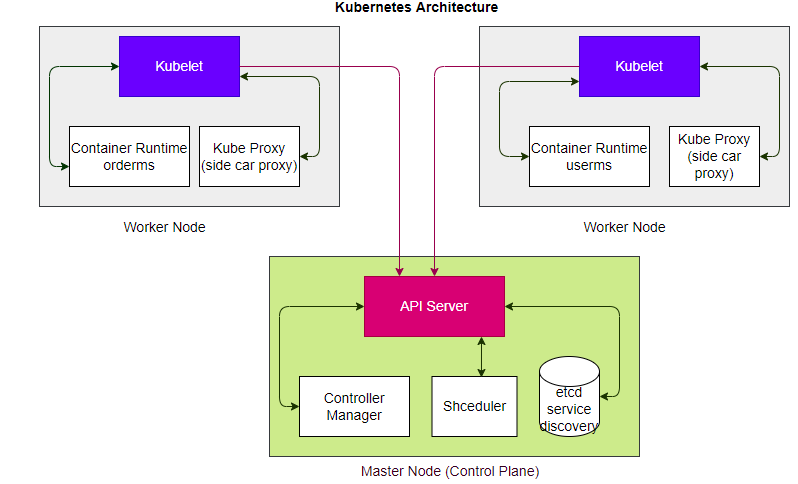 Kubernetes Architecture
Kubelet
Kubelet
Container Runtime
orderms
Kube Proxy
(side car proxy)
Container Runtime
userms
Kube Proxy
(side car
proxy)
Worker Node
Worker Node
API Server
Controller
Manager
Shceduler
etcd
service
discovery
Master Node (Control Plane)